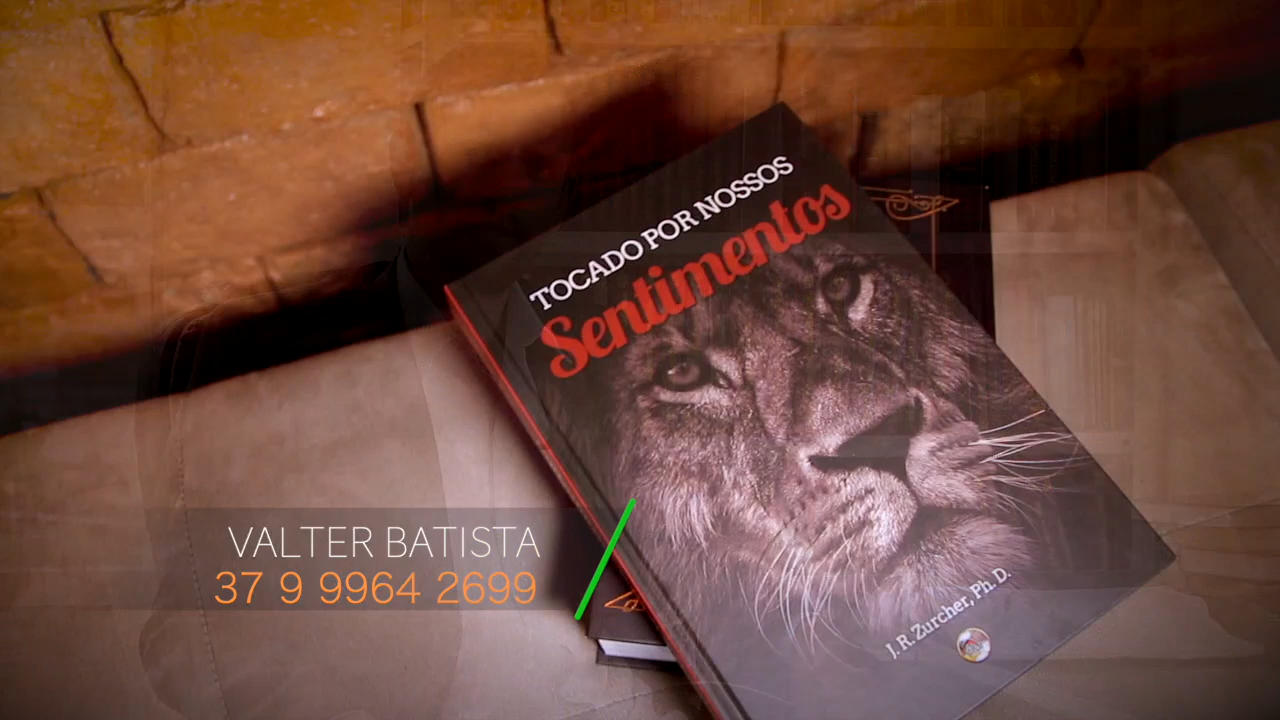 TOCADO POR NOSSOS
Sentimentos
VALTER BATISTA
37 9 9964 2699
J. R. Zurcher, Ph. D.